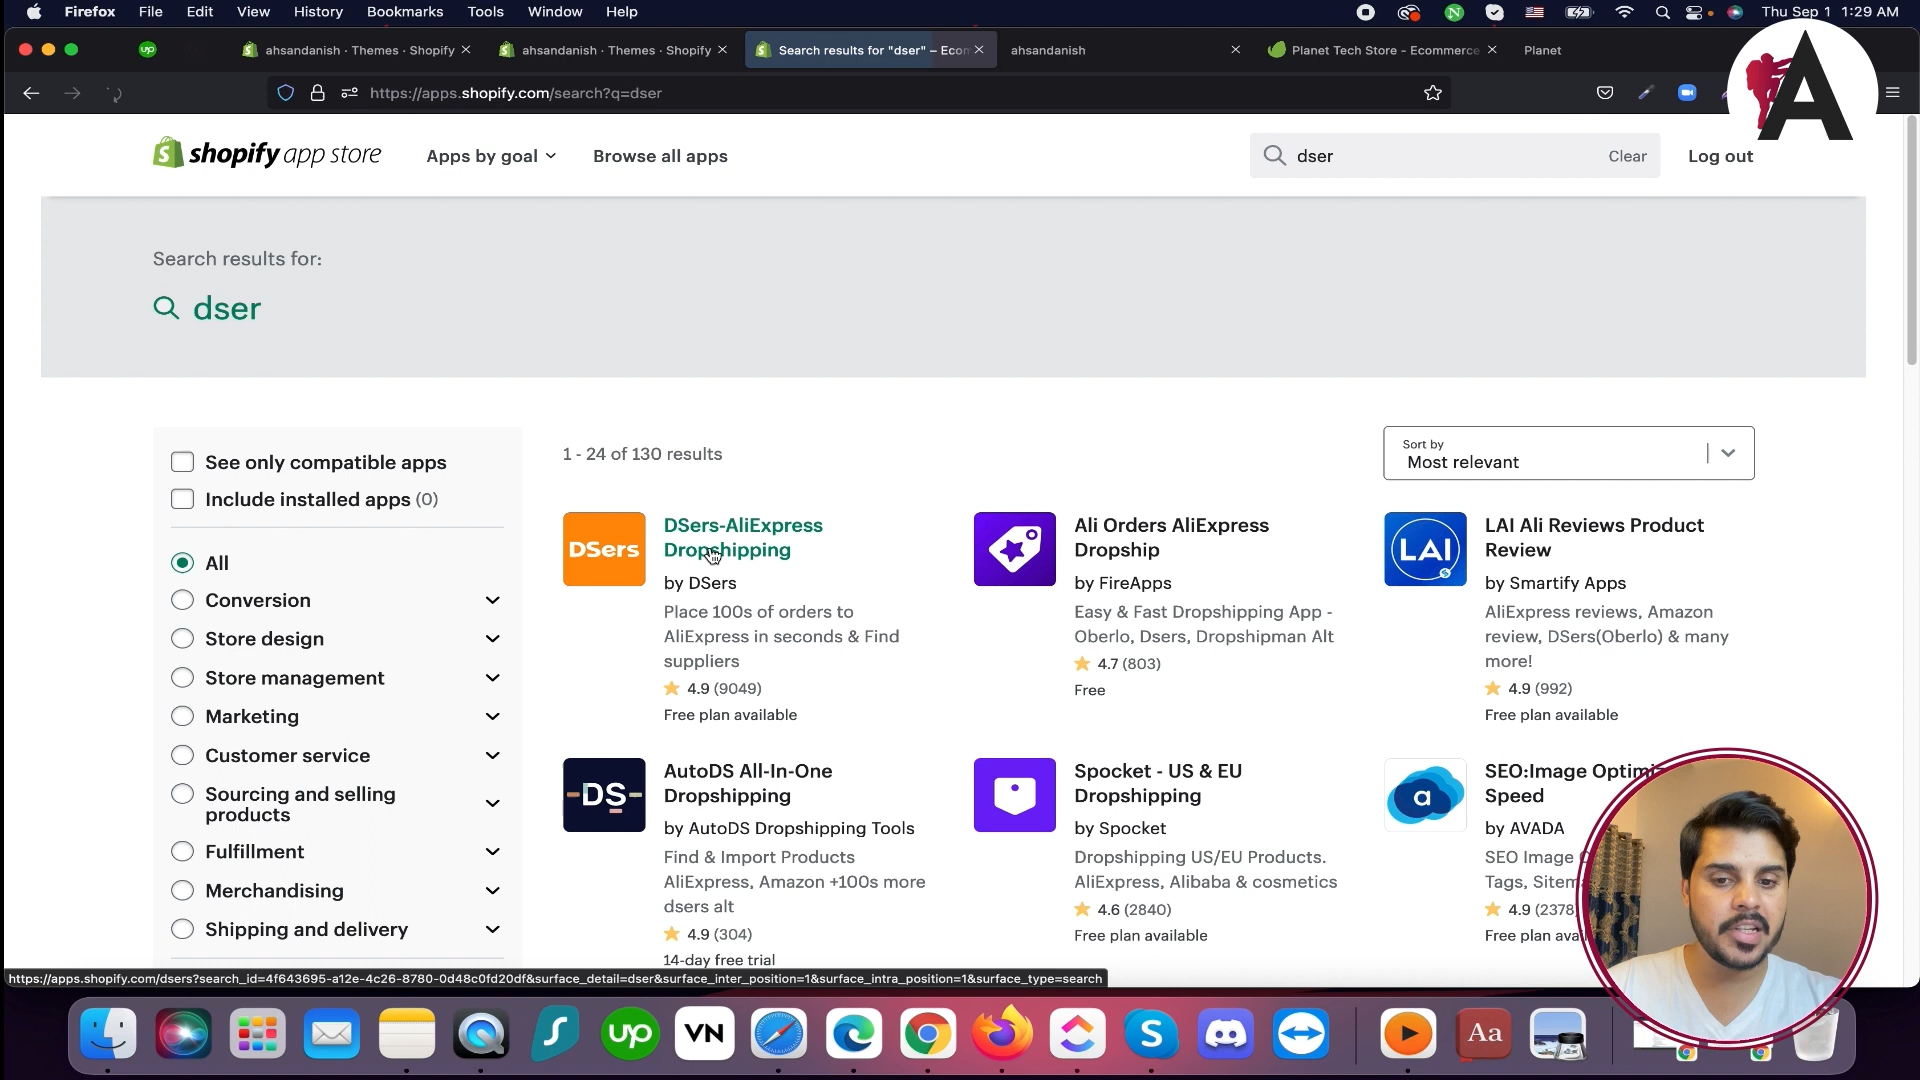 Firefox File Edit View History Bookmarks Tools Window Help Thu Sep 1 1:29 AM
up ahsandanish · Themes · Shopify ahsandanish · Themes · Shopify Search results for "dser" – Ecom ahsandanish Planet Tech Store - Ecommerce Planet
https://apps.shopify.com/search?q=dser
A
shopify app store Apps by goal Browse all apps dser Clear Log out
Search results for:
dser
See only compatible apps
Include installed apps (0)
All
Conversion
Store design
Store management
Marketing
Customer service
Sourcing and selling
products
Fulfillment
Merchandising
Shipping and delivery
1 - 24 of 130 results
Sort by
Most relevant
DSers
DSers-AliExpress
Dropshipping
by DSers
Place 100s of orders to
AliExpress in seconds & Find
suppliers
4.9 (9049)
Free plan available
Ali Orders AliExpress
Dropship
by FireApps
Easy & Fast Dropshipping App -
Oberlo, Dsers, Dropshipman Alt
4.7 (803)
Free
LAI
LAI Ali Reviews Product
Review
by Smartify Apps
AliExpress reviews, Amazon
review, DSers(Oberlo) & many
more!
4.9 (992)
Free plan available
-DS-
AutoDS All-In-One
Dropshipping
by AutoDS Dropshipping Tools
Find & Import Products
AliExpress, Amazon +100s more
dsers alt
4.9 (304)
14-day free trial
Spocket - US & EU
Dropshipping
by Spocket
Dropshipping US/EU Products.
AliExpress, Alibaba & cosmetics
4.6 (2840)
Free plan available
a
SEO:Image Optimiz
Speed
by AVADA
SEO Image
Tags, Sitem
4.9 (2378)
Free plan avai
https://apps.shopify.com/dsers?search_id=4f643695-a12e-4c26-8780-0d48c0fd20df&surface_detail=dser&surface_inter_position=1&surface_intra_position=1&surface_type=search
up VN S Aa